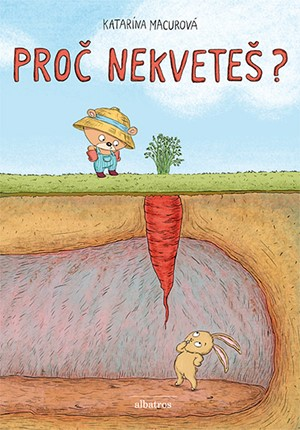 KATARÍNA MACUROVÁ
PROČ NEKVETEŠ?
albatros